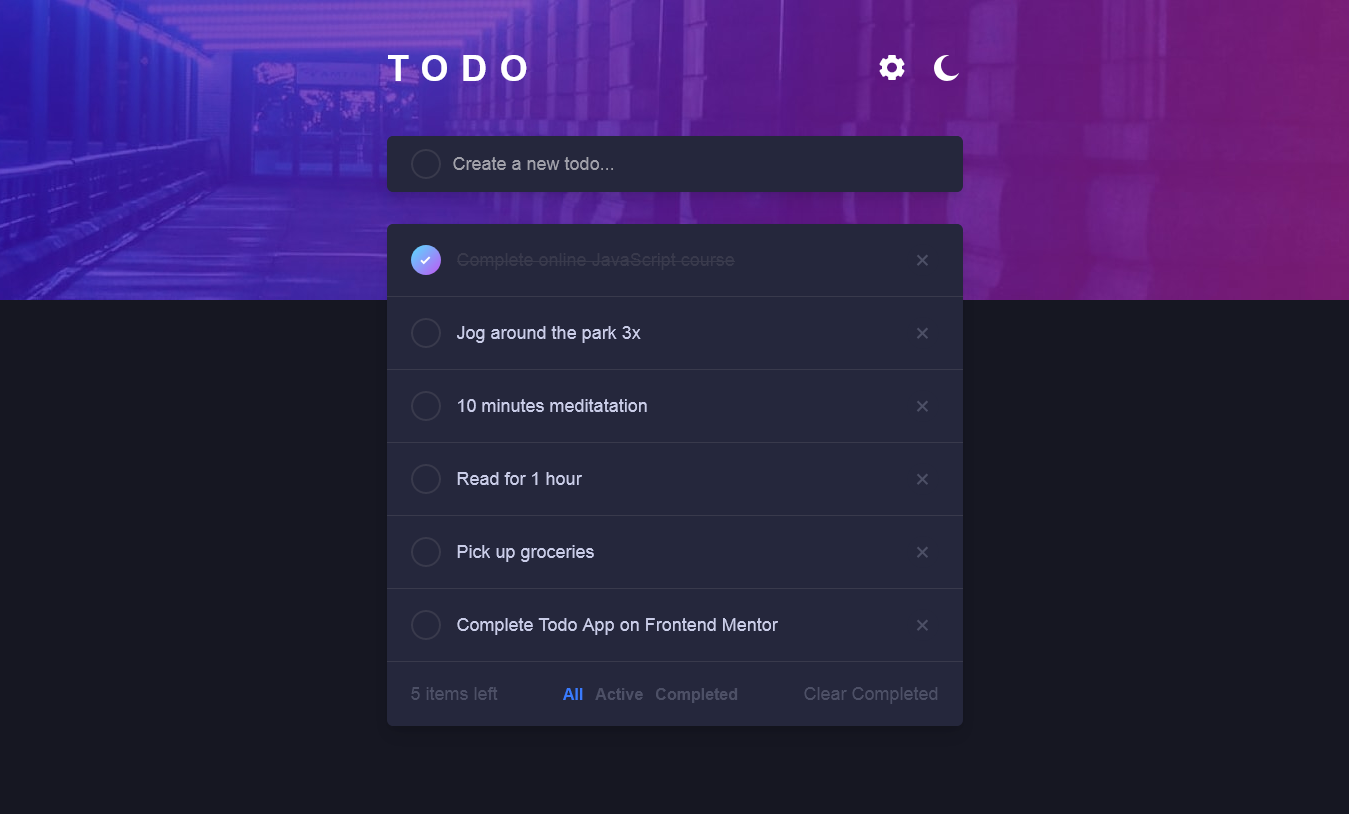 TODO
Create a new todo...
Complete online JavaScript course
Jog around the park 3x
10 minutes meditatation
Read for 1 hour
Pick up groceries
Complete Todo App on Frontend Mentor
5 items left All Active Completed Clear Completed